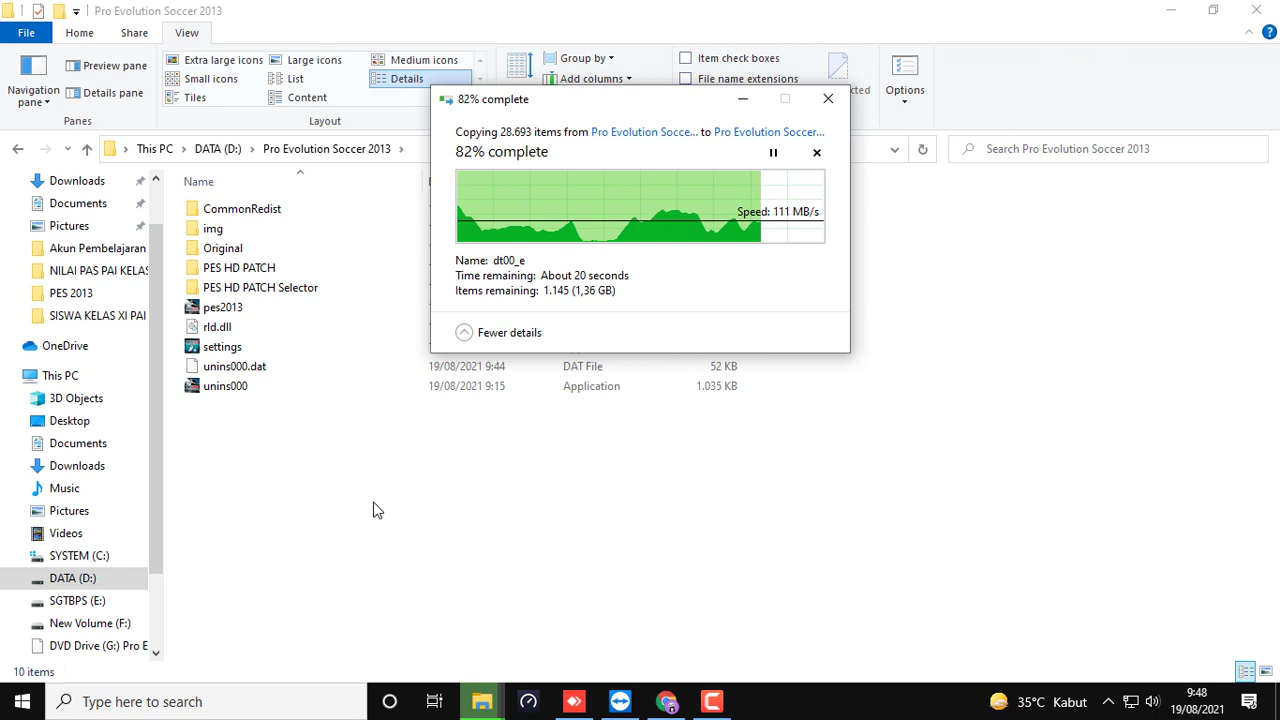 Pro Evolution Soccer 2013
File
Home
Share
View
Navigation pane
Preview pane
Details pane
Panes
Extra large icons
Large icons
Medium icons
Small icons
List
Details
Tiles
Content
Layout
Group by
Add columns
Item check boxes
File name extensions
Options
This PC
DATA (D:)
Pro Evolution Soccer 2013
Search Pro Evolution Soccer 2013
82% complete
Copying 28.693 items from Pro Evolution Socce... to Pro Evolution Soccer...
82% complete
Speed: 111 MB/s
Name: dt00_e
Time remaining: About 20 seconds
Items remaining: 1.145 (1,36 GB)
Fewer details
Downloads
Documents
Pictures
Akun Pembelajaran
NILAI PAS PAI KELAS
PES 2013
SISWA KELAS XI PAI
OneDrive
This PC
3D Objects
Desktop
Documents
Downloads
Music
Pictures
Videos
SYSTEM (C:)
DATA (D:)
SGTBPS (E:)
New Volume (F:)
DVD Drive (G:) Pro E
Name
CommonRedist
img
Original
PES HD PATCH
PES HD PATCH Selector
pes2013
rld.dll
settings
unins000.dat 19/08/2021 9:44 DAT File 52 KB
unins000 19/08/2021 9:15 Application 1.035 KB
10 items
Type here to search
35°C Kabut
9:48
19/08/2021